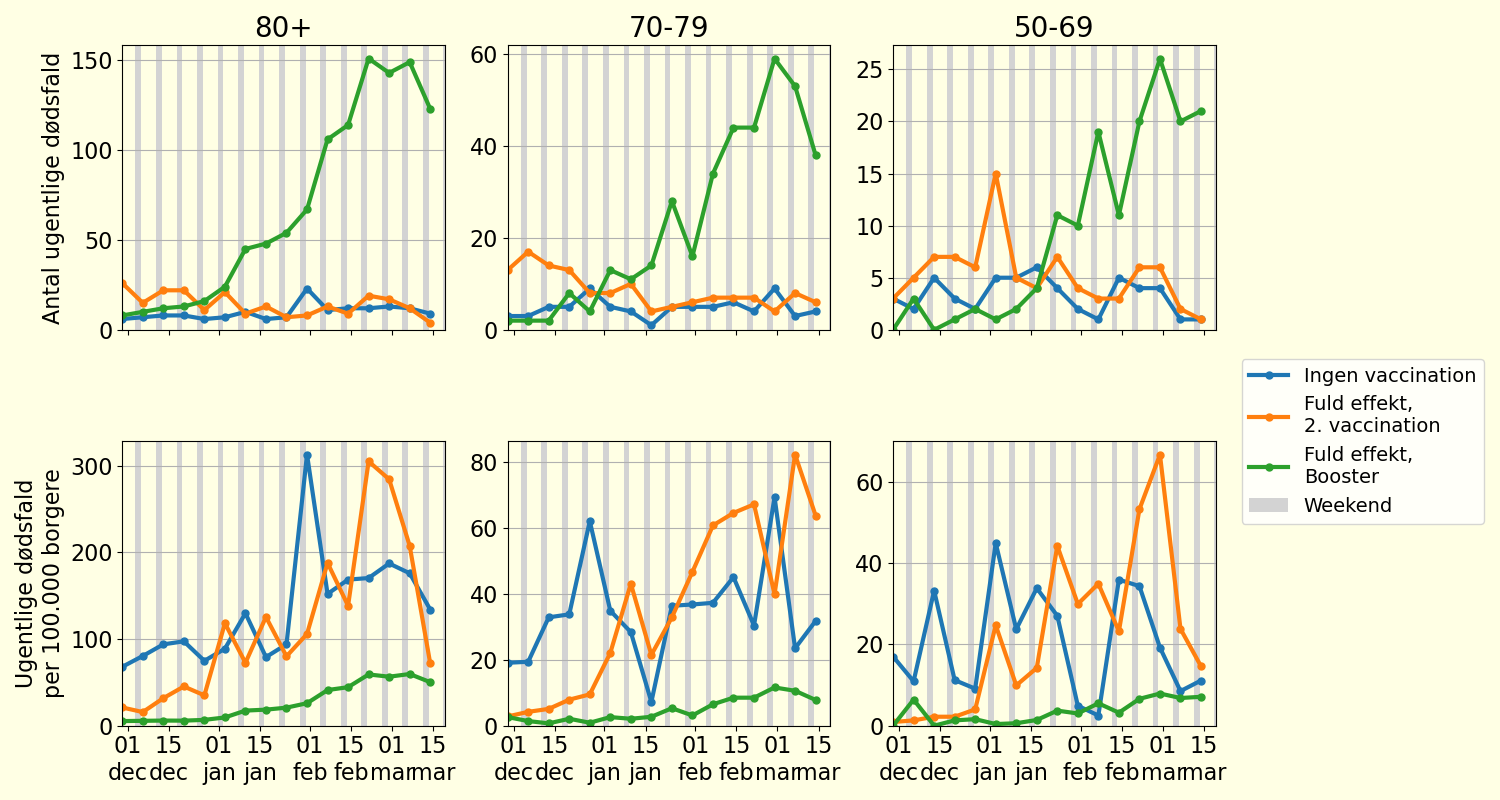 80+
70-79
50-69
Antal ugentlige dødsfald
150
100
50
0
60
40
20
0
25
20
15
10
5
0
Ugentlige dødsfald
per 100.000 borgere
300
200
100
0
80
60
40
20
0
60
40
20
0
01 15 01 15 01 15 01 15
dec dec jan jan feb feb mar mar
01 15 01 15 01 15 01 15
dec dec jan jan feb feb mar mar
01 15 01 15 01 15 01 15
dec dec jan jan feb feb mar mar
Ingen vaccination
Fuld effekt,
2. vaccination
Fuld effekt,
Booster
Weekend